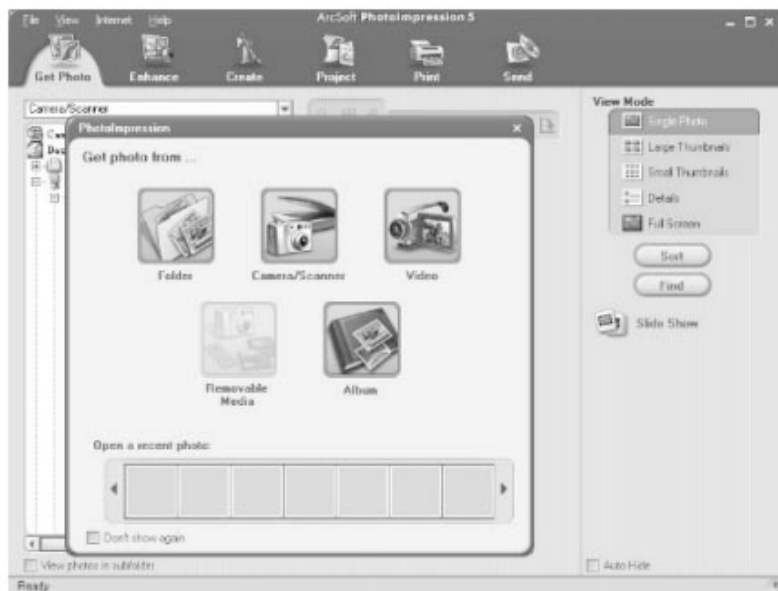 File View Internet Help
ArcSoft PhotoImpression 5
Get Photo Enhance Create Project Print Send
Camera/Scanner
PhotoImpression
Get photo from ...
Folder Camera/Scanner Video
Removable
Media
Album
Open a recent photo:
Don't show again
View photos in subfolder
Ready
View Mode
Single Photo
Large Thumbnails
Small Thumbnails
Details
Full Screen
Sort
Find
Slide Show
Auto Hide